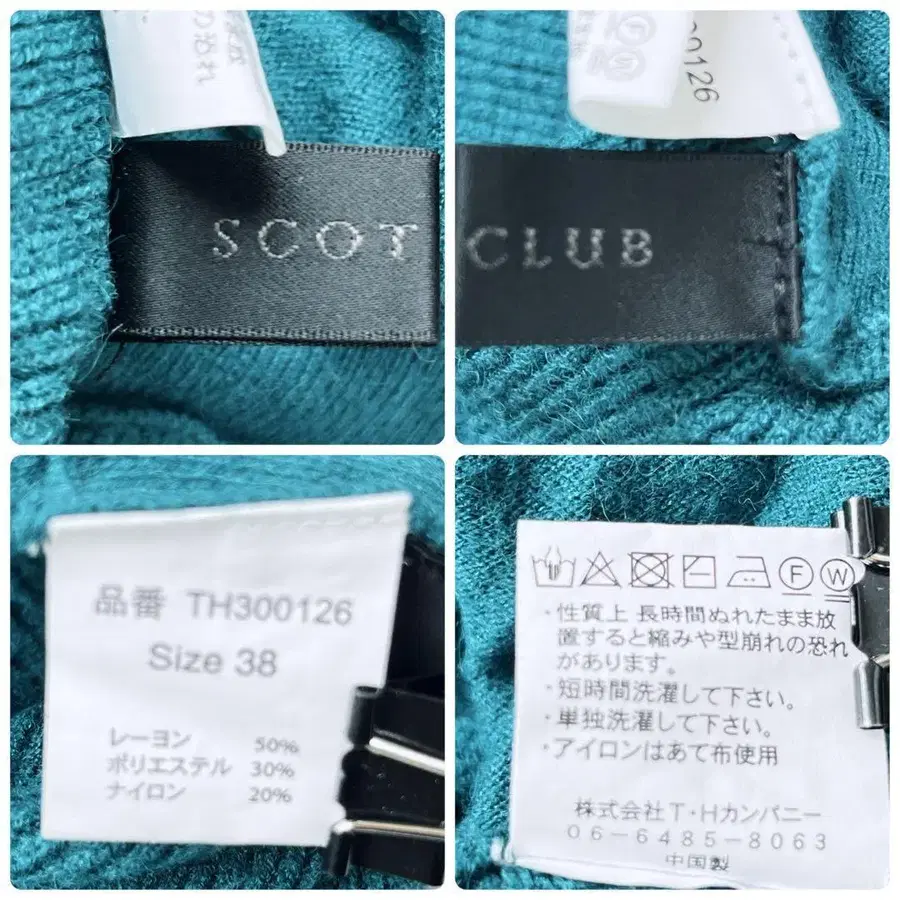 の恐れ
00126
SCOT
CLUB
品番 TH300126
Size 38
レーヨン 50%
ポリエステル 30%
ナイロン 20%
F W
・性質上 長時間ぬれたまま放
置すると縮みや型崩れの恐れ
があります。
・短時間洗濯して下さい。
・単独洗濯して下さい。
・アイロンはあて布使用
株式会社T・Hカンパニー
06-6485-8063
中国製